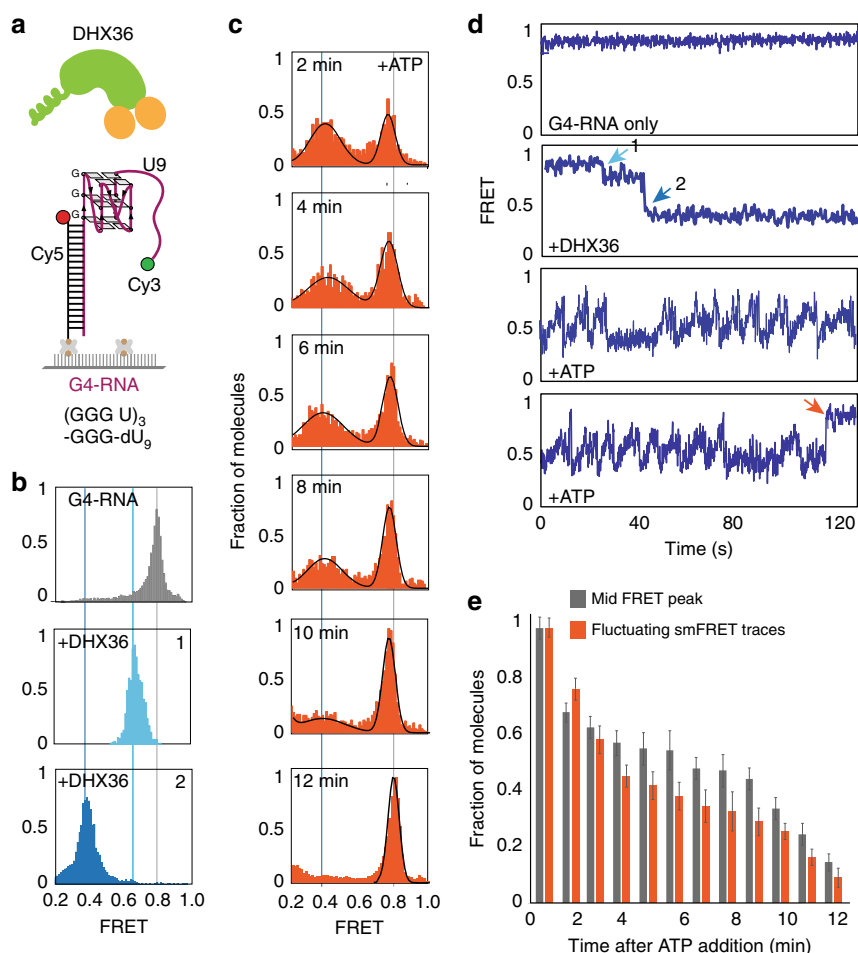 a
DHX36
U9
G
G
G
Cy5
Cy3
G4-RNA
(GGG U)3
-GGG-dU9
b
1
0.5
0
G4-RNA
1
0.5
0
+DHX36 1
1
0.5
0
+DHX36 2
0.2 0.4 0.6 0.8 1.0
FRET
c
Fraction of molecules
1
0.5
0
2 min +ATP
1
0.5
0
4 min
1
0.5
0
6 min
1
0.5
0
8 min
1
0.5
0
10 min
1
0.5
0
12 min
0.2 0.4 0.6 0.8 1.0
FRET
d
FRET
1
0.5
0
G4-RNA only
1
0.5
0
1
2
+DHX36
1
0.5
0
+ATP
1
0.5
0
+ATP
0 40 80 120
Time (s)
e
Mid FRET peak
Fluctuating smFRET traces
Fraction of molecules
1
0.8
0.6
0.4
0.2
0
0 2 4 6 8 10 12
Time after ATP addition (min)